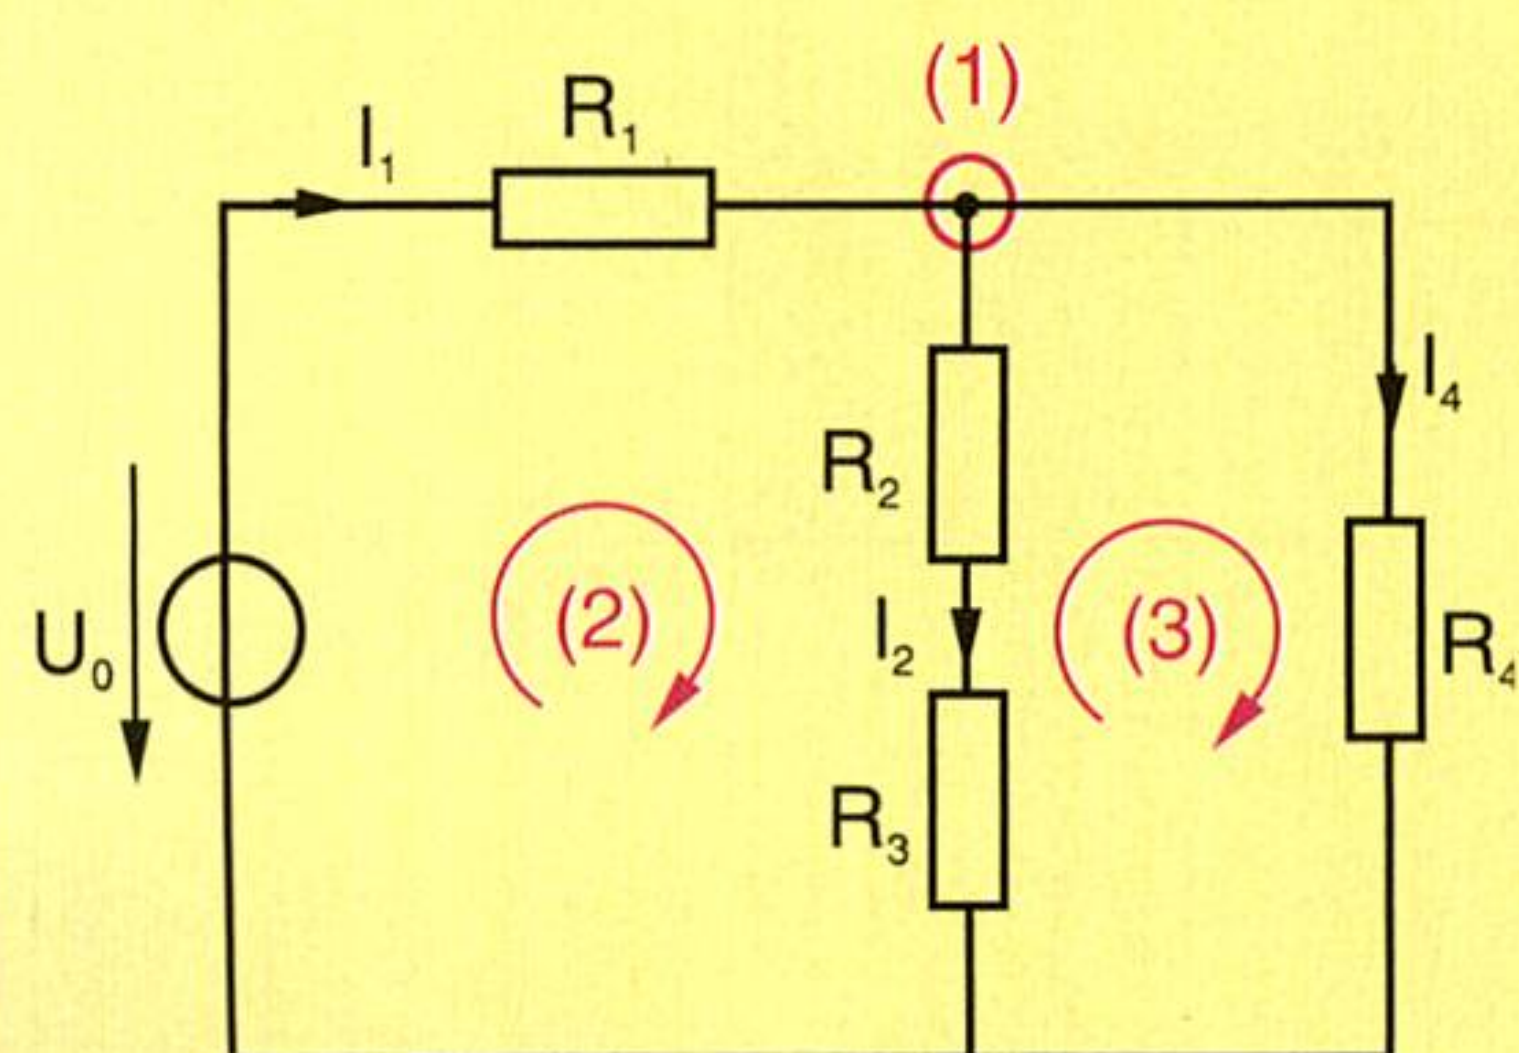 (1)
R₁
I₁
I₄
R₂
U₀
(2)
I₂
(3)
R₄
R₃